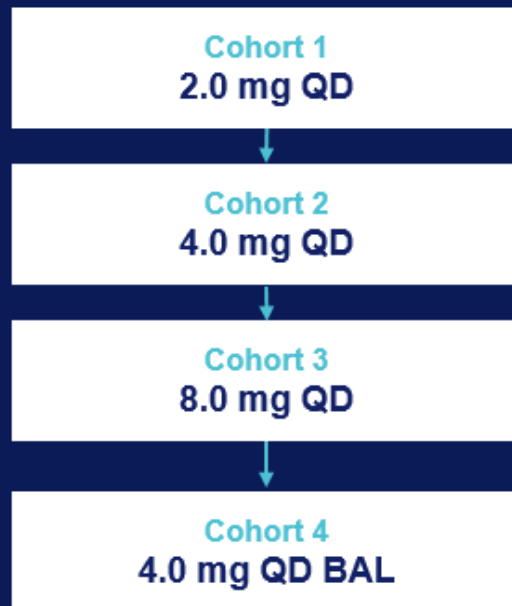 Cohort 1
2.0 mg QD
Cohort 2
4.0 mg QD
Cohort 3
8.0 mg QD
Cohort 4
4.0 mg QD BAL